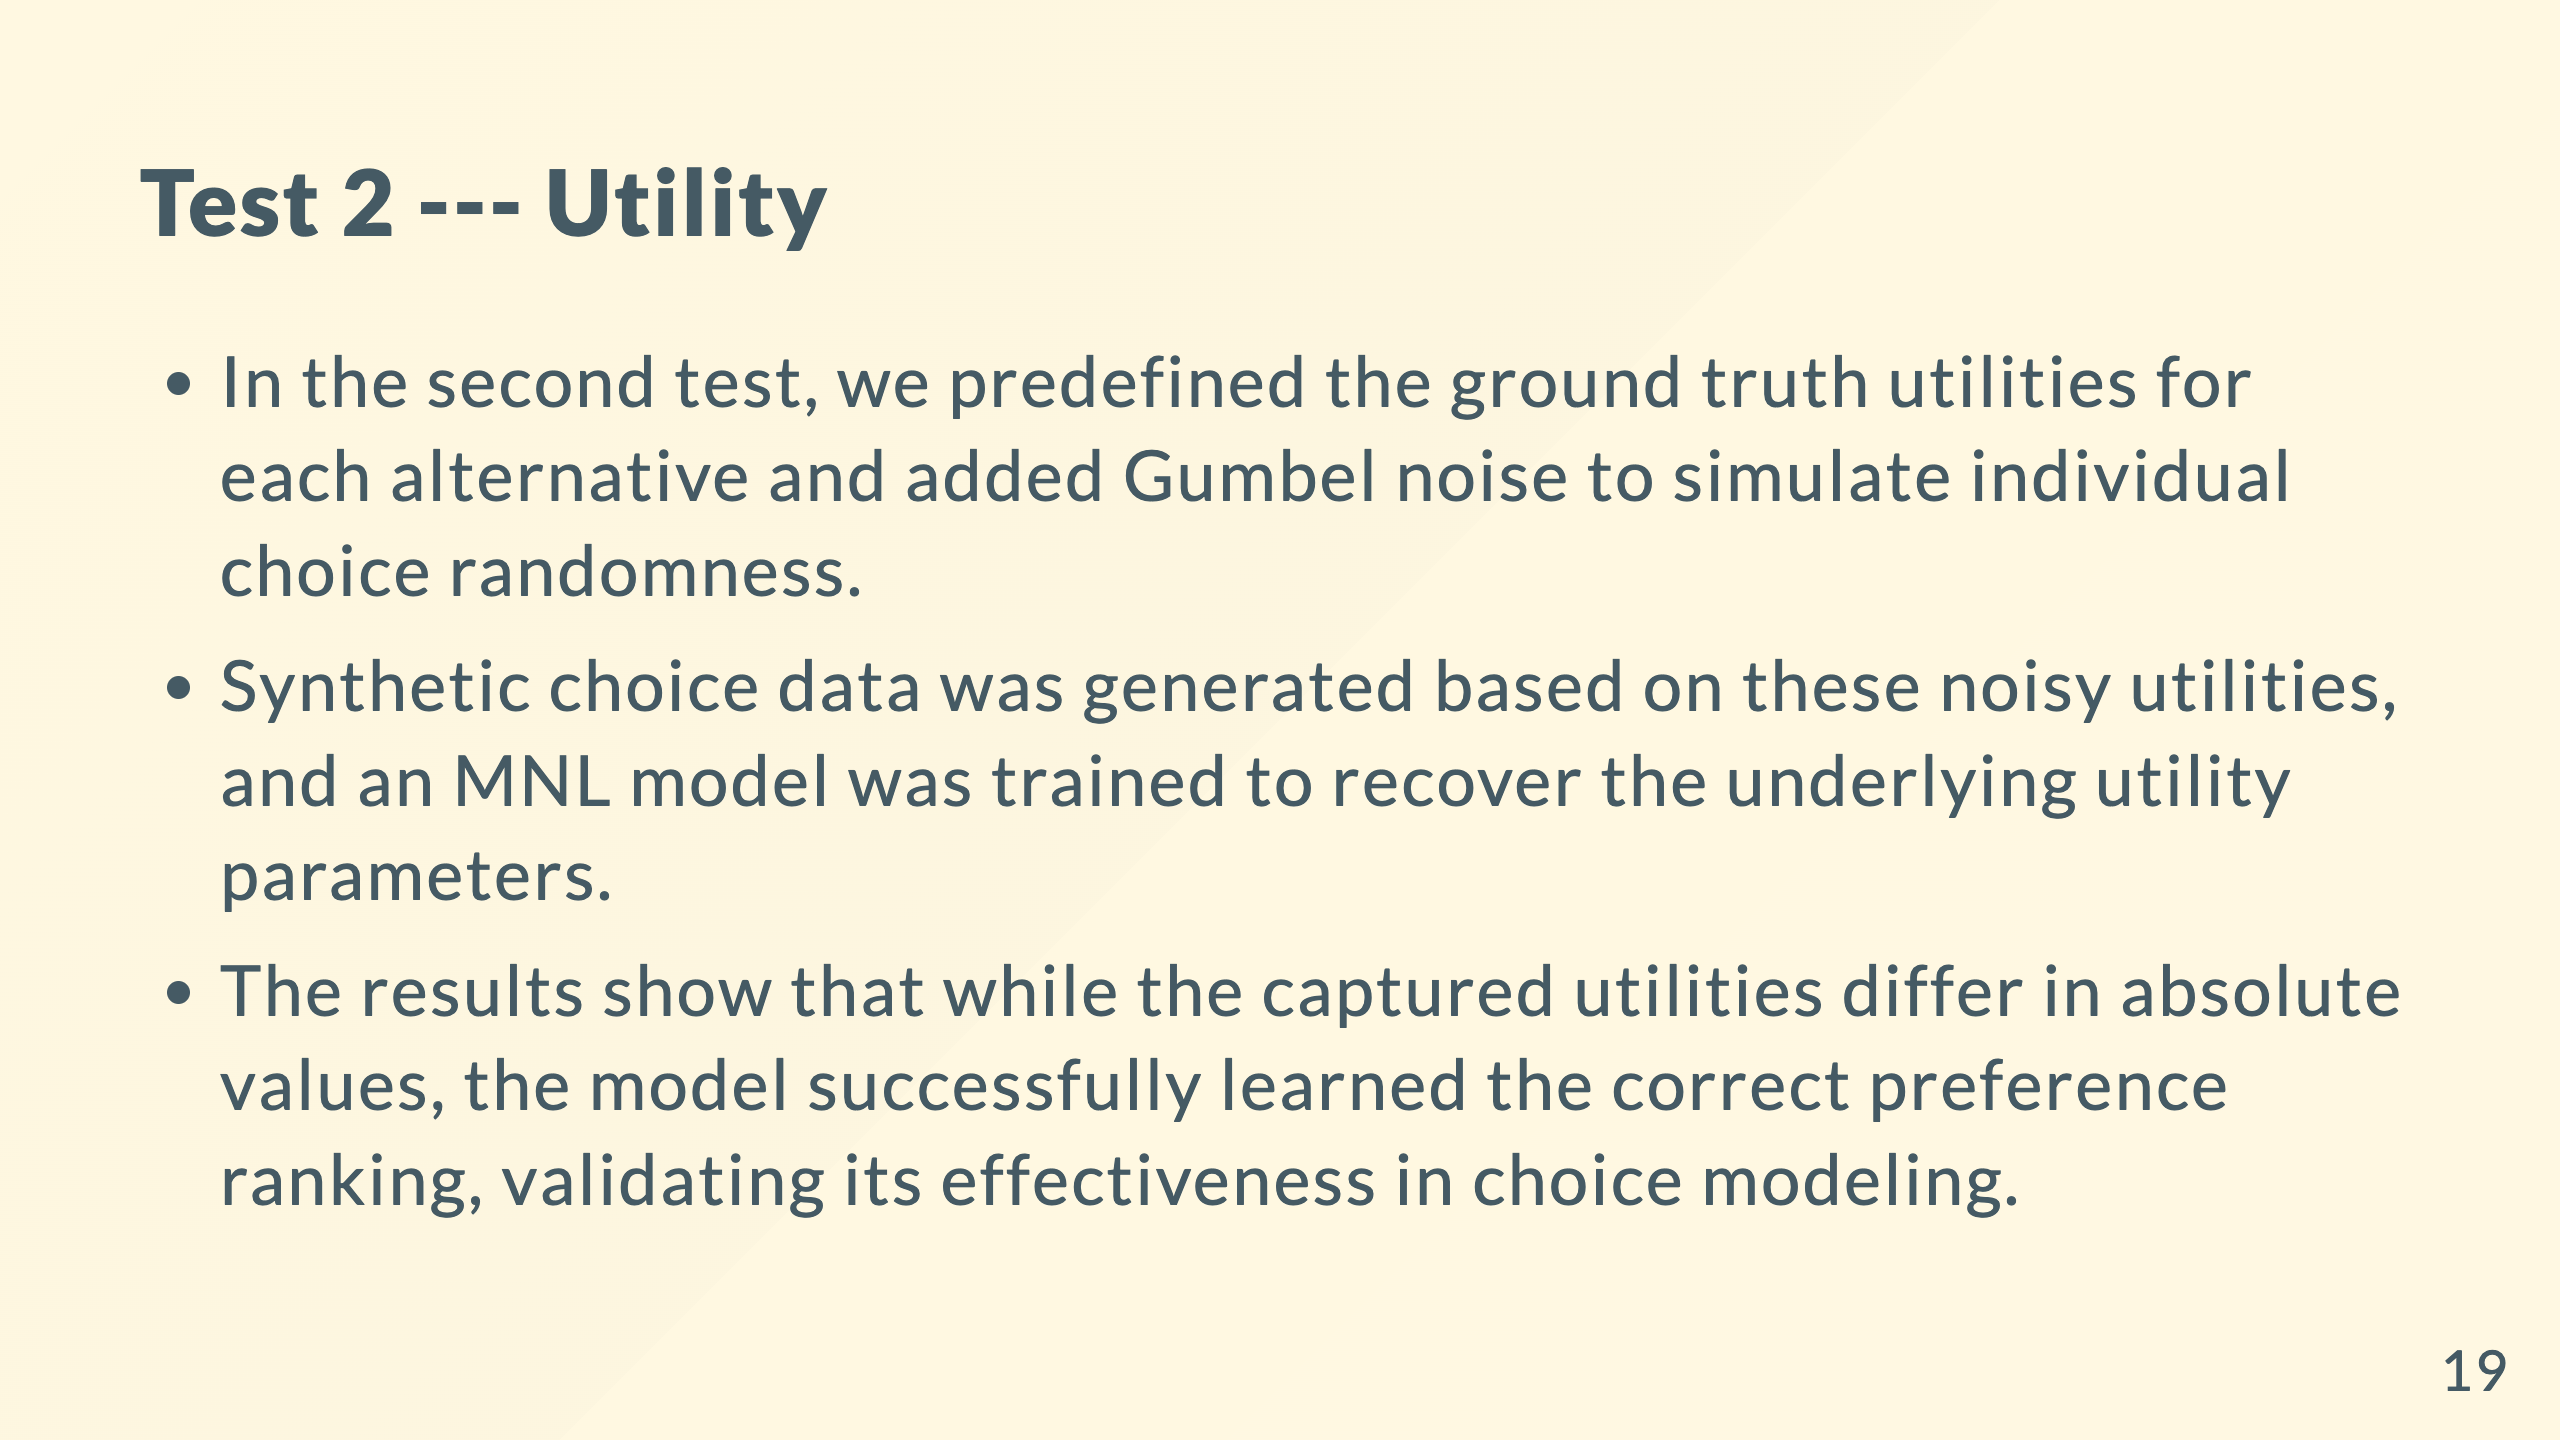 Test 2 --- Utility
• In the second test, we predefined the ground truth utilities for
each alternative and added Gumbel noise to simulate individual
choice randomness.
• Synthetic choice data was generated based on these noisy utilities,
and an MNL model was trained to recover the underlying utility
parameters.
• The results show that while the captured utilities differ in absolute
values, the model successfully learned the correct preference
ranking, validating its effectiveness in choice modeling.
19